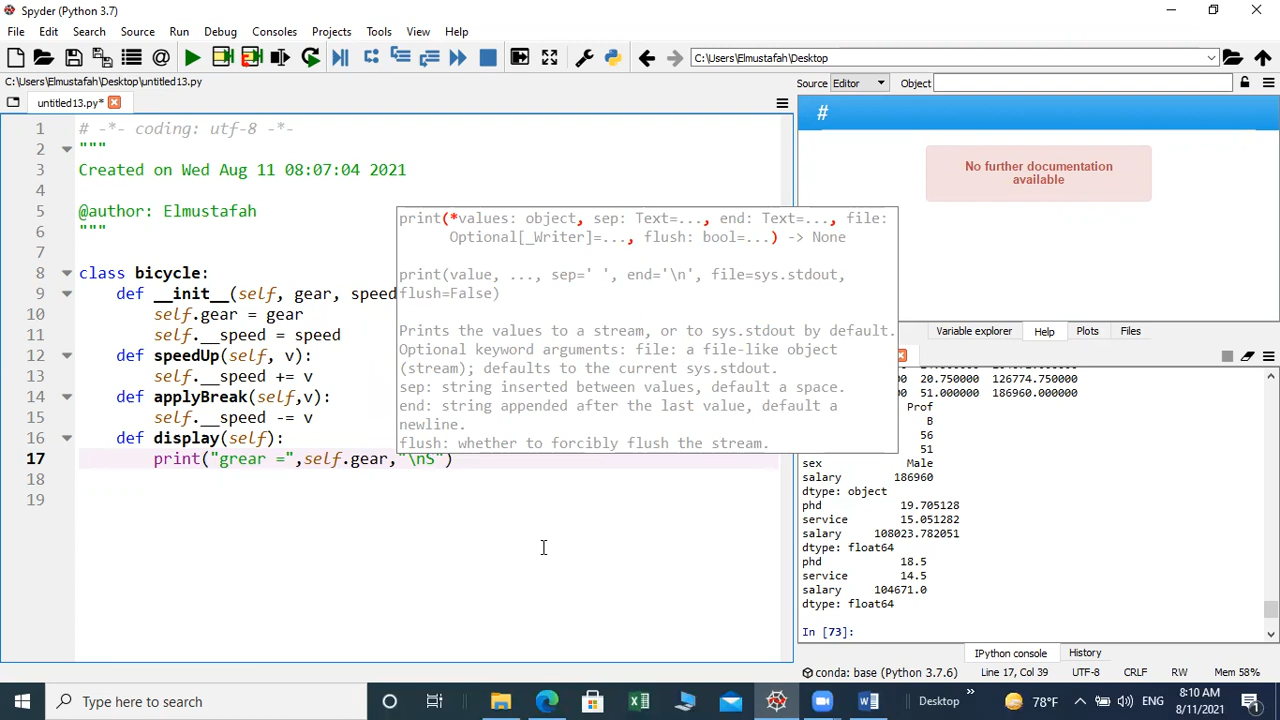 Spyder (Python 3.7)
File Edit Search Source Run Debug Consoles Projects Tools View Help
C:\Users\Elmustafah\Desktop
C:\Users\Elmustafah\Desktop\untitled13.py
Source Editor Object
untitled13.py*
#
No further documentation
available
1 # -*- coding: utf-8 -*-
2 """
3 Created on Wed Aug 11 08:07:04 2021
4
5 @author: Elmustafah
6 """
7
8 class bicycle:
9 def __init__(self, gear, speed
10 self.gear = gear
11 self.__speed = speed
12 def speedUp(self, v):
13 self.__speed += v
14 def applyBreak(self,v):
15 self.__speed -= v
16 def display(self):
17 print("grear =",self.gear,"\nS")
18
19
print(*values: object, sep: Text=..., end: Text=..., file:
Optional[_Writer]=..., flush: bool=...) -> None
print(value, ..., sep=' ', end='\n', file=sys.stdout,
flush=False)
Prints the values to a stream, or to sys.stdout by default.
Optional keyword arguments: file: a file-like object
(stream); defaults to the current sys.stdout.
sep: string inserted between values, default a space.
end: string appended after the last value, default a
newline.
flush: whether to forcibly flush the stream.
Variable explorer Help Plots Files
00 20.750000 126774.750000
00 51.000000 186960.000000
Prof
B
56
51
sex Male
salary 186960
dtype: object
phd 19.705128
service 15.051282
salary 108023.782051
dtype: float64
phd 18.5
service 14.5
salary 104671.0
dtype: float64
In [73]:
IPython console History
conda: base (Python 3.7.6) Line 17, Col 39 UTF-8 CRLF RW Mem 58%
Type here to search
Desktop
78°F
ENG
8:10 AM
8/11/2021
1